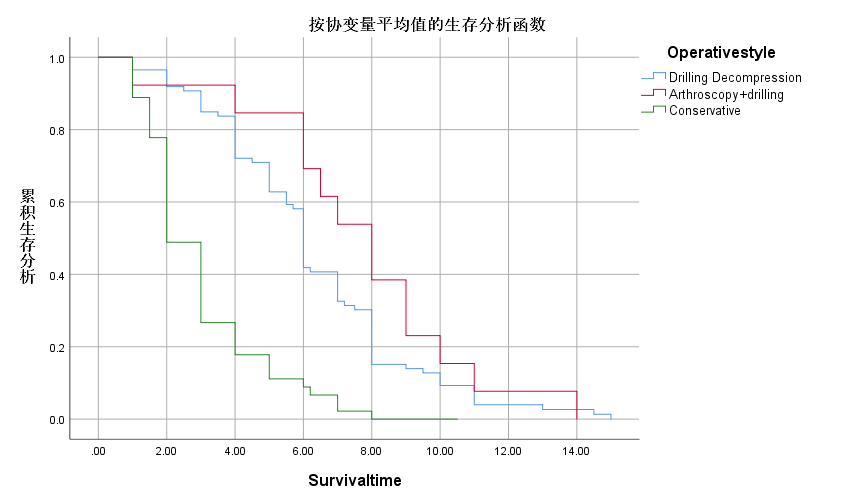 按协变量平均值的生存分析函数
Operativestyle
Drilling Decompression
Arthroscopy+drilling
Conservative
累积生存分析
1.0
0.8
0.6
0.4
0.2
0.0
.00 2.00 4.00 6.00 8.00 10.00 12.00 14.00
Survivaltime